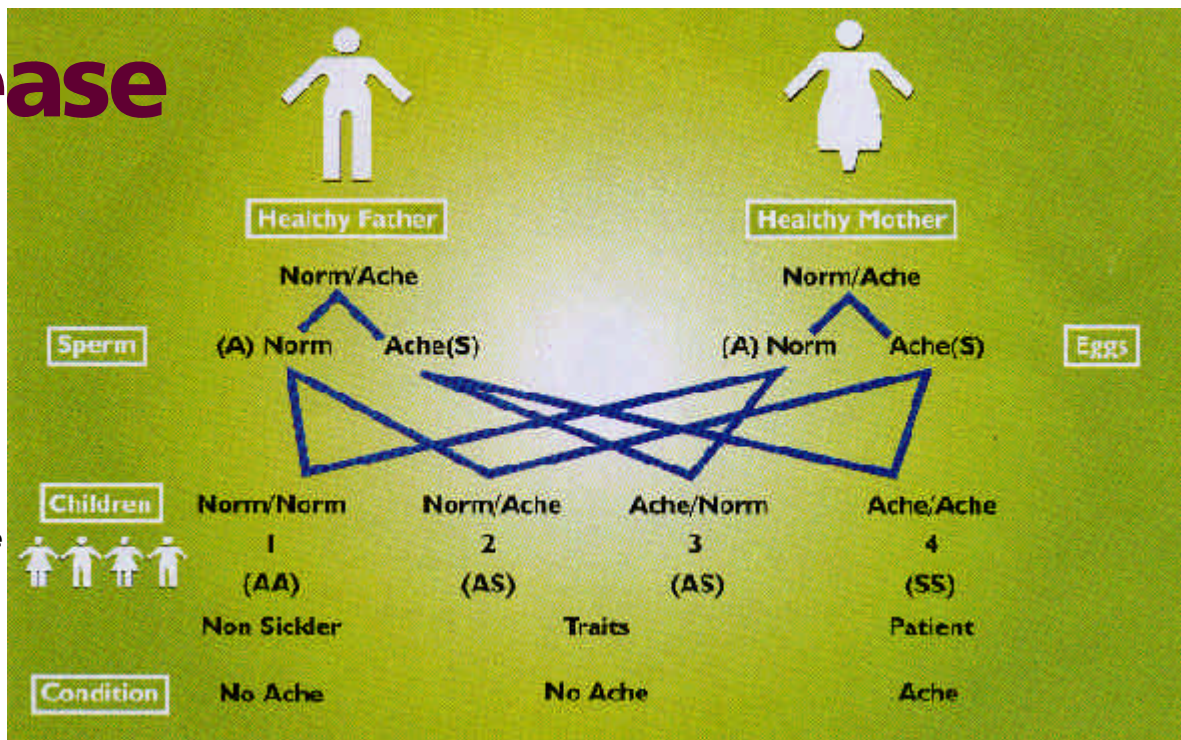 ease
Healthy Father Healthy Mother
Norm/Ache Norm/Ache
Sperm (A) Norm Ache(S) (A) Norm Ache(S) Eggs
Children Norm/Norm Norm/Ache Ache/Norm Ache/Ache
1 2 3 4
(AA) (AS) (AS) (SS)
Non Sickler Traits Patient
Condition No Ache No Ache Ache